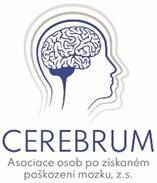 CEREBRUM
Asociace osob po získaném
poškození mozku, z.s.